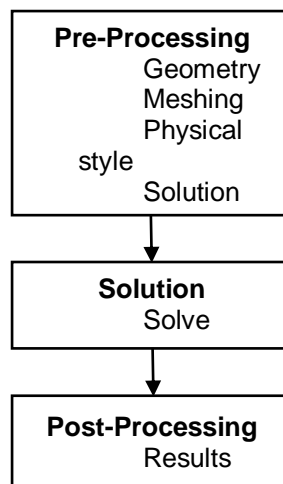 Pre-Processing
Geometry
Meshing
Physical
style
Solution
Solution
Solve
Post-Processing
Results